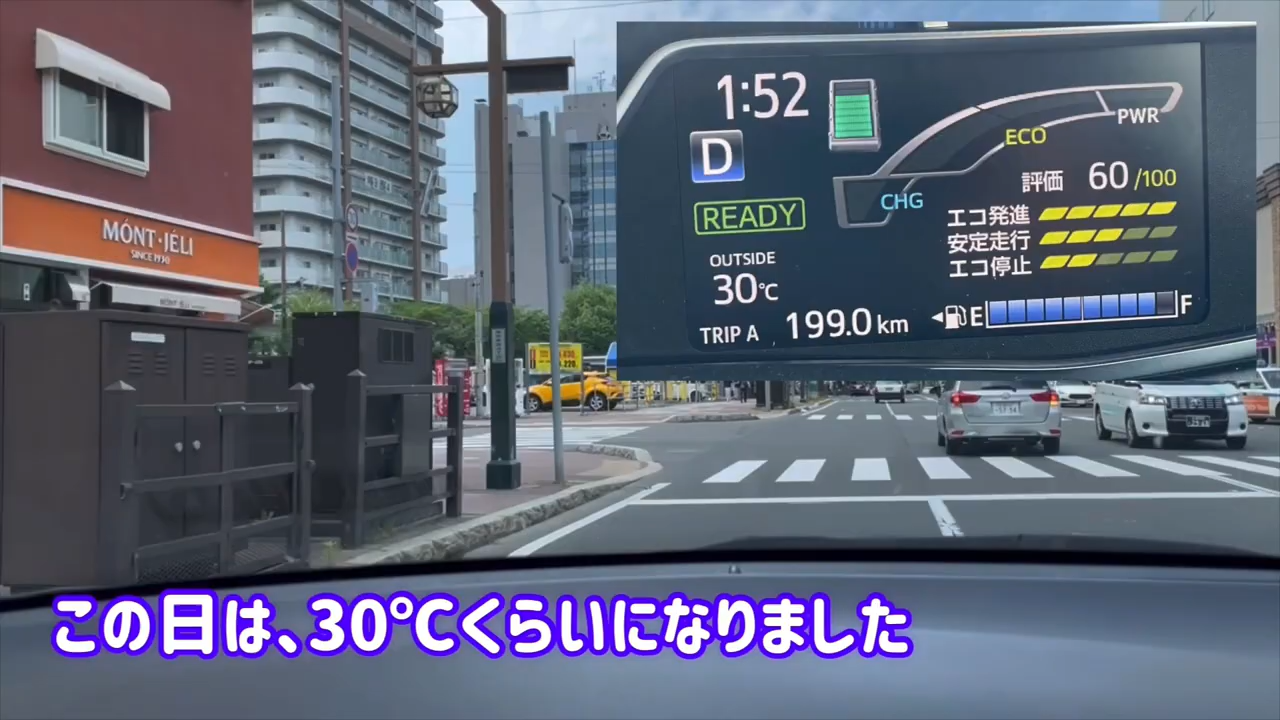 MÓNT・JÉLI
SINCE 1930
1:52
D
READY
OUTSIDE
30℃
TRIP A 199.0 km
PWR
ECO
CHG
評価 60/100
エコ発進
安定走行
エコ停止
E F
この日は、30℃くらいになりました